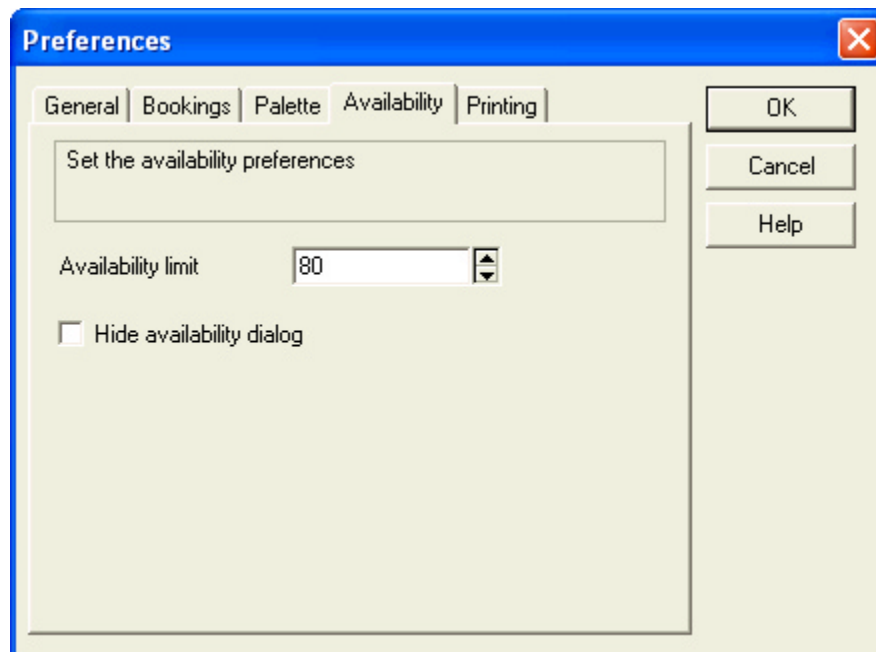 Preferences
General Bookings Palette Availability Printing
OK
Set the availability preferences
Cancel
Help
Availability limit 80
Hide availability dialog